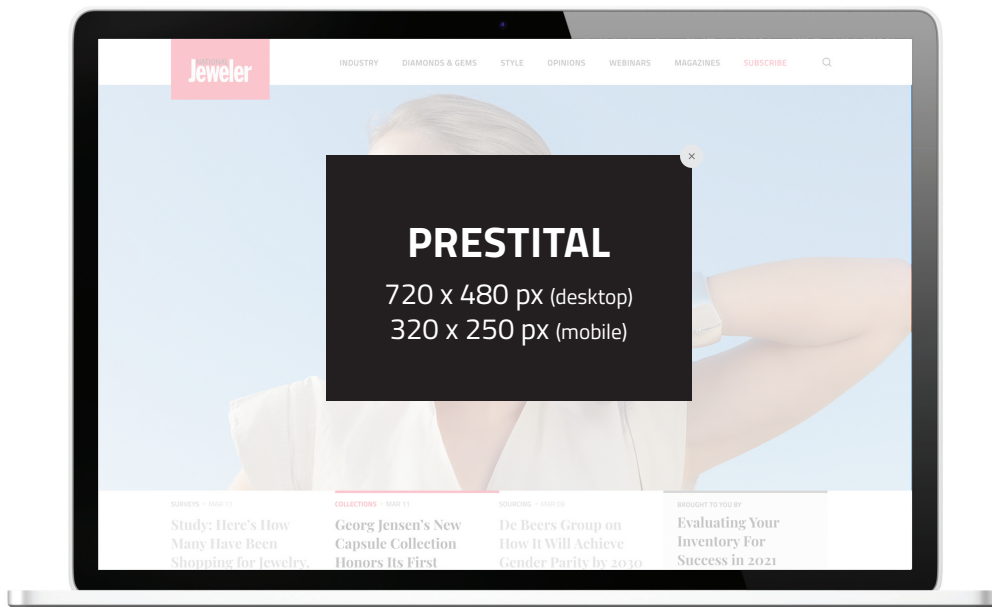 NATIONAL
Jeweler
INDUSTRY DIAMONDS & GEMS STYLE OPINIONS WEBINARS MAGAZINES SUBSCRIBE
×
PRESTITAL
720 x 480 px (desktop)
320 x 250 px (mobile)
SURVEYS • MAR 11
Study: Here's How
Many Have Been
Shopping for Jewelry,
COLLECTIONS • MAR 11
Georg Jensen's New
Capsule Collection
Honors Its First
SOURCING • MAR 09
De Beers Group on
How It Will Achieve
Gender Parity by 2030
BROUGHT TO YOU BY
Evaluating Your
Inventory For
Success in 2021